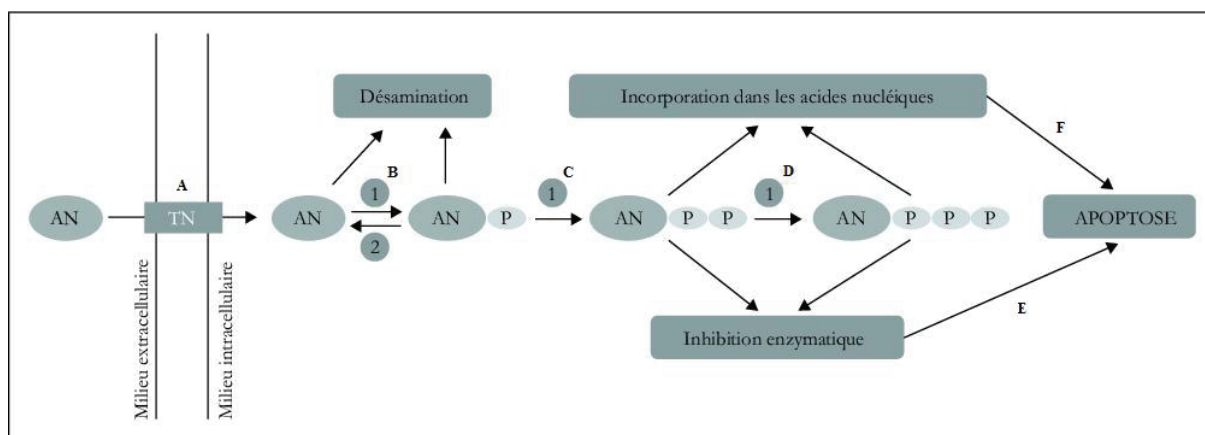 Désamination
Incorporation dans les acides nucléiques
F
A
B
C
D
AN
TN
AN
1
2
AN P
1
AN P P
1
AN P P P
APOPTOSE
E
Inhibition enzymatique
Milieu extracellulaire
Milieu intracellulaire